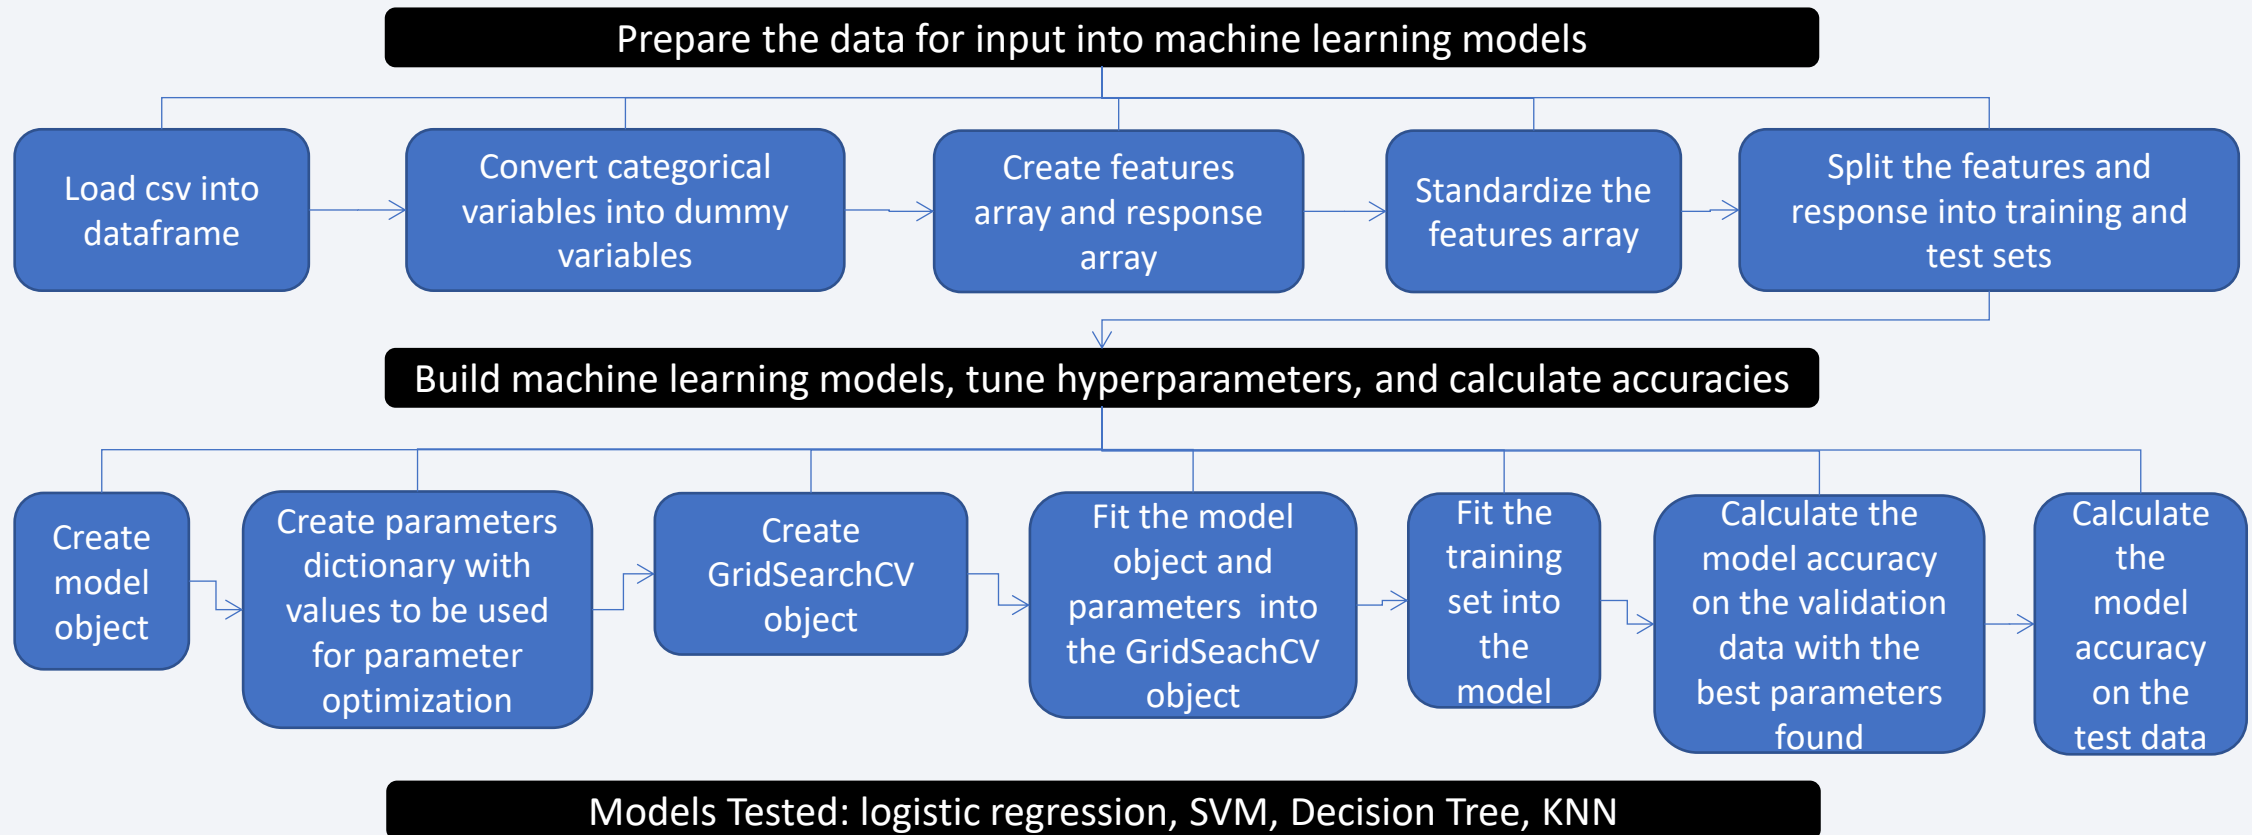 Prepare the data for input into machine learning models
Load csv into
dataframe
Convert categorical
variables into dummy
variables
Create features
array and response
array
Standardize the
features array
Split the features and
response into training and
test sets
Build machine learning models, tune hyperparameters, and calculate accuracies
Create
model
object
Create parameters
dictionary with
values to be used
for parameter
optimization
Create
GridSearchCV
object
Fit the model
object and
parameters  into
the GridSeachCV
object
Fit the
training
set into
the
model
Calculate the
model accuracy
on the validation
data with the
best parameters
found
Calculate
the
model
accuracy
on the
test data
Models Tested: logistic regression, SVM, Decision Tree, KNN